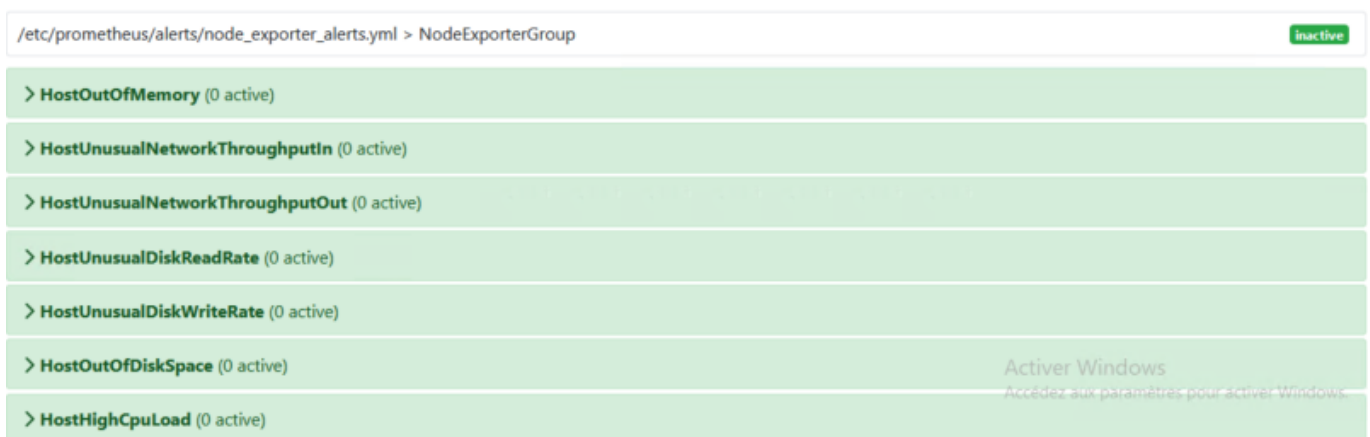 /etc/prometheus/alerts/node_exporter_alerts.yml > NodeExporterGroup
inactive
> HostOutOfMemory (0 active)
> HostUnusualNetworkThroughputIn (0 active)
> HostUnusualNetworkThroughputOut (0 active)
> HostUnusualDiskReadRate (0 active)
> HostUnusualDiskWriteRate (0 active)
> HostOutOfDiskSpace (0 active)
Activer Windows
Accédez aux paramètres pour activer Windows.
> HostHighCpuLoad (0 active)